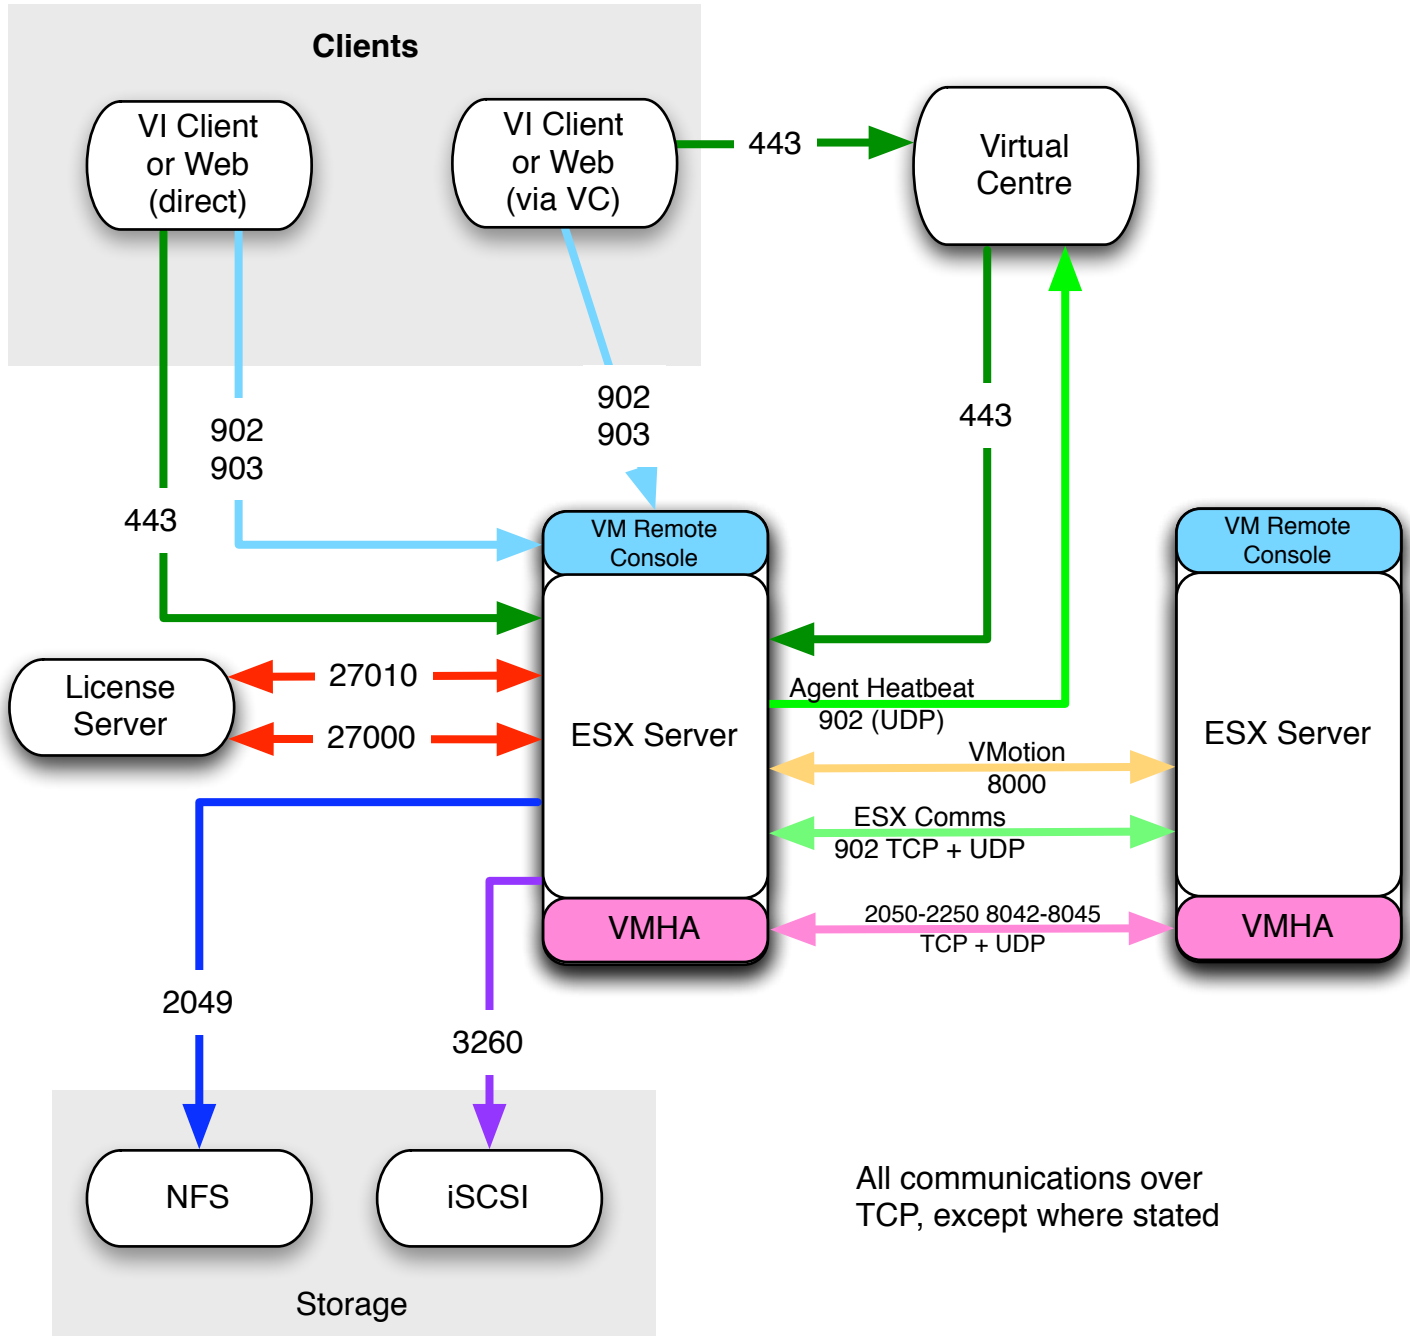 Clients
VI Client
or Web
(direct)
VI Client
or Web
(via VC)
443
Virtual
Centre
902
903
902
903
443
443
VM Remote
Console
VM Remote
Console
License
Server
27010
27000
ESX Server
Agent Heatbeat
902 (UDP)
ESX Server
VMotion
8000
ESX Comms
902 TCP + UDP
VMHA
2050-2250 8042-8045
TCP + UDP
VMHA
2049
3260
NFS
iSCSI
Storage
All communications over
TCP, except where stated